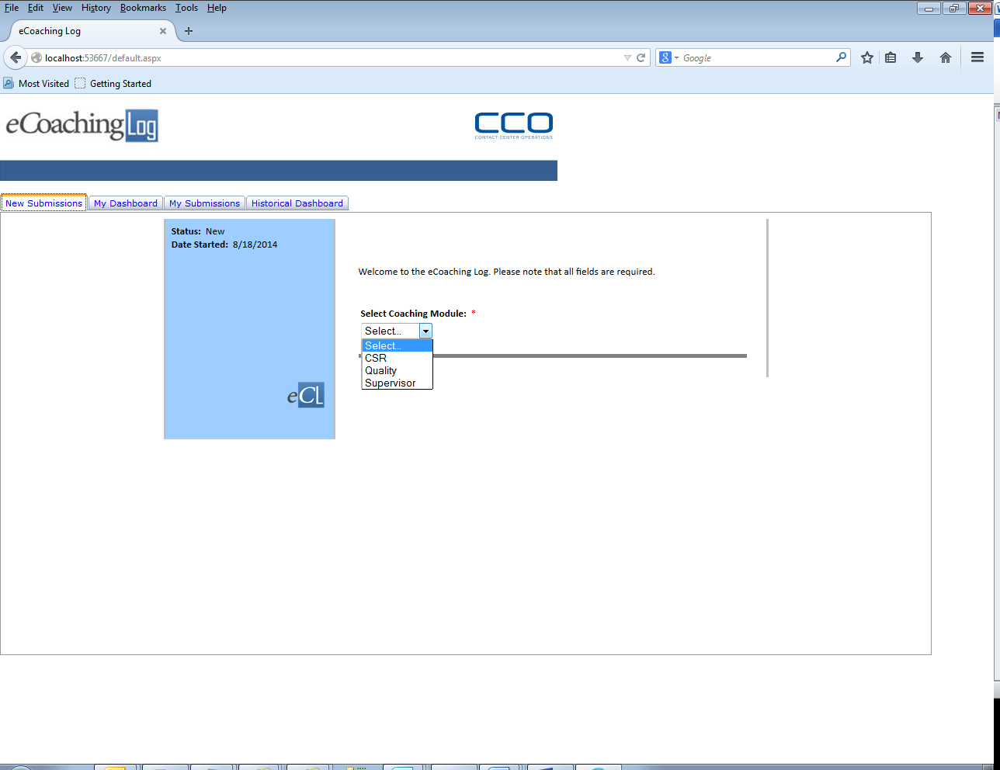 File Edit View History Bookmarks Tools Help
eCoaching Log
localhost:53667/default.aspx
Google
Most Visited Getting Started
eCoaching Log
CCO
CONTACT CENTER OPERATIONS
New Submissions My Dashboard My Submissions Historical Dashboard
Status: New
Date Started: 8/18/2014
Welcome to the eCoaching Log. Please note that all fields are required.
Select Coaching Module: *
Select...
Select...
CSR
Quality
Supervisor
eCL